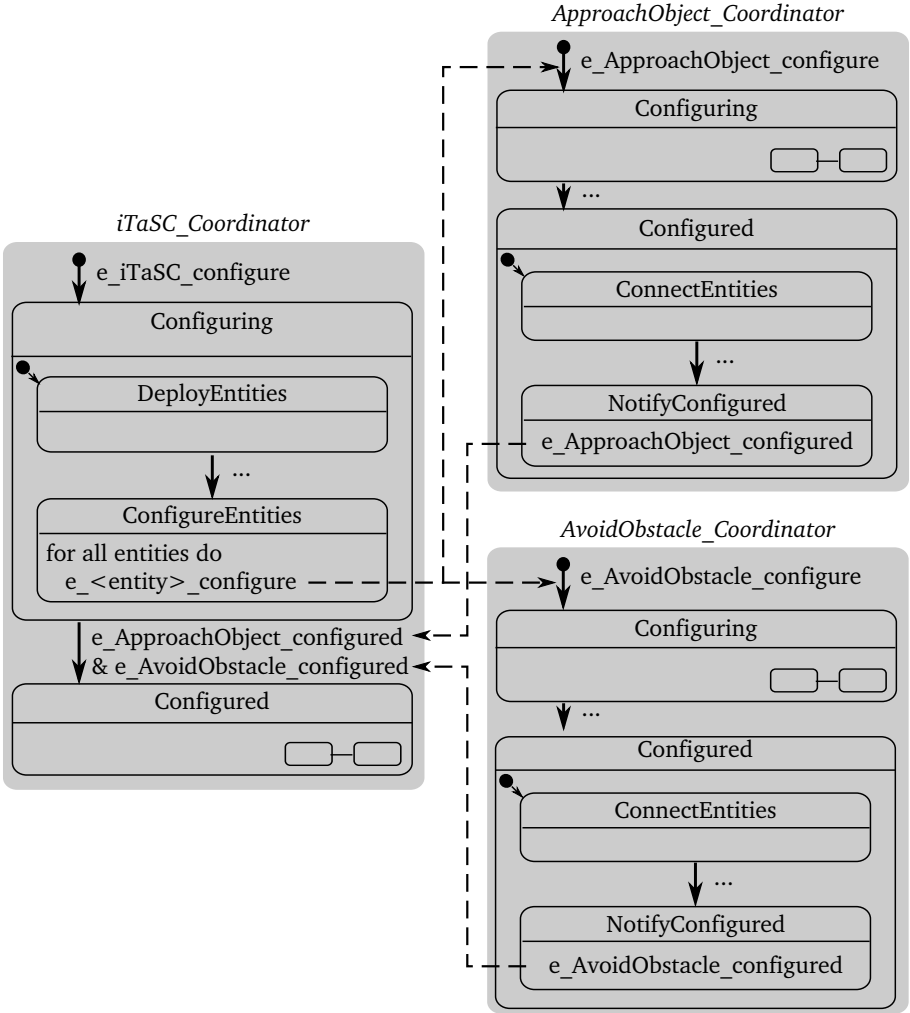 iTaSC_Coordinator
e_iTaSC_configure
Configuring
DeployEntities
...
ConfigureEntities
for all entities do
e_<entity>_configure
e_ApproachObject_configured
& e_AvoidObstacle_configured
Configured
ApproachObject_Coordinator
e_ApproachObject_configure
Configuring
...
Configured
ConnectEntities
...
NotifyConfigured
e_ApproachObject_configured
AvoidObstacle_Coordinator
e_AvoidObstacle_configure
Configuring
...
Configured
ConnectEntities
...
NotifyConfigured
e_AvoidObstacle_configured